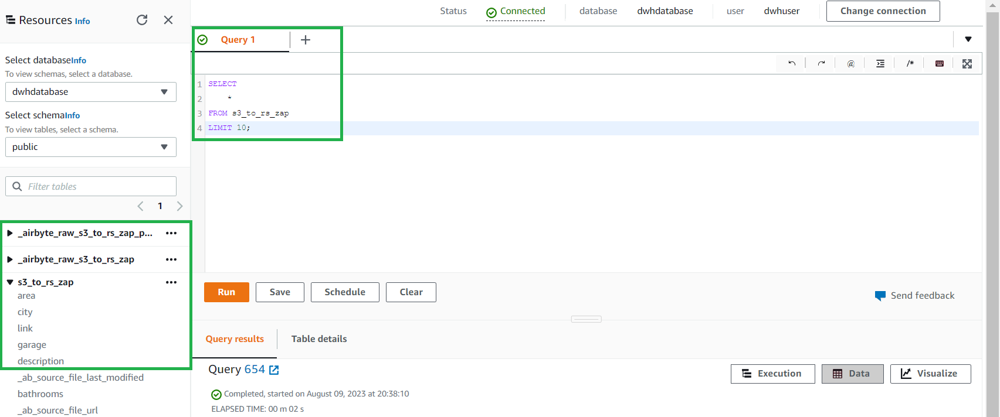 Resources Info
Status Connected database dwhdatabase user dwhuser Change connection
Select databaseInfo
To view schemas, select a database.
dwhdatabase
Select schemaInfo
To view tables, select a schema.
public
Filter tables
1
_airbyte_raw_s3_to_rs_zap_p...
_airbyte_raw_s3_to_rs_zap
s3_to_rs_zap
area
city
link
garage
description
_ab_source_file_last_modified
bathrooms
_ab_source_file_url
Query 1
@ /*
1 SELECT
2 *
3 FROM s3_to_rs_zap
4 LIMIT 10;
Run Save Schedule Clear
Send feedback
Query results Table details
Query 654
Execution Data Visualize
Completed, started on August 09, 2023 at 20:38:10
ELAPSED TIME: 00 m 02 s